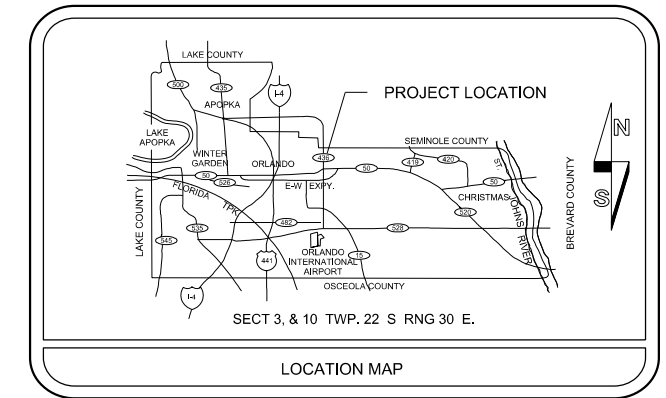 LAKE COUNTY
500
435
I-4
APOPKA
PROJECT LOCATION
LAKE
APOPKA
SEMINOLE COUNTY
N
WINTER
GARDEN
ORLANDO
436
50
419
420
ST. JOHNS RIVER
50
526
E-W EXPY.
50
FLORIDA TPK
CHRISTMAS
LAKE COUNTY
BREVARD COUNTY
S
482
520
535
528
545
441
ORLANDO
INTERNATIONAL
AIRPORT
15
OSCEOLA COUNTY
I-4
SECT 3, & 10 TWP. 22 S RNG 30 E.
LOCATION MAP